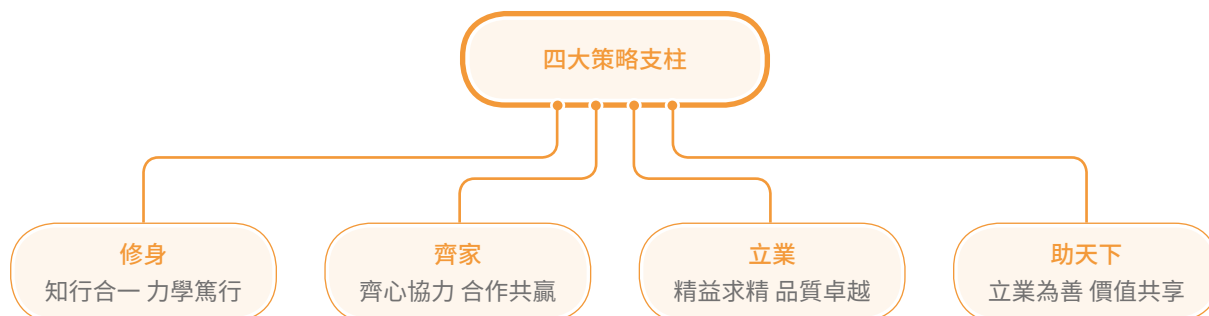 四大策略支柱
修身
知行合一 力學篤行
齊家
齊心協力 合作共贏
立業
精益求精 品質卓越
助天下
立業為善 價值共享